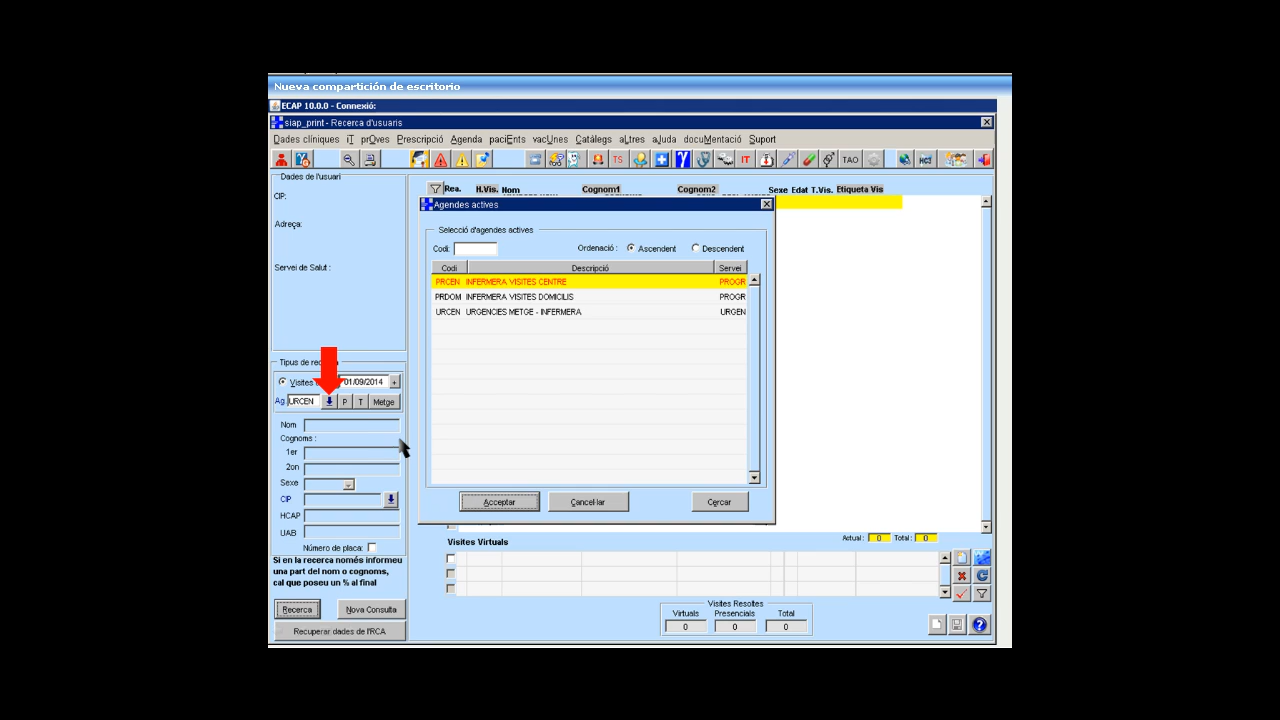 Nueva compartición de escritorio
ECAP 10.0.0 - Connexió:
siap_print - Recerca d'usuaris
Dades clíniques iT prOves Prescripció Agenda paciEnts vacUnes Catàlegs aLtres aJuda docuMentació Suport
TS IT TAO HC3
Dades de l'usuari
CIP:
Adreça:
Servei de Salut :
Rea. H.Vis. Nom Cognom1 Cognom2 Sexe Edat T.Vis. Etiqueta Vis
Agendes actives
Selecció d'agendes actives
Codi: Ordenació : Ascendent Descendent
Codi Descripció Servei
PRCEN INFERMERA VISITES CENTRE PROGR
PRDOM INFERMERA VISITES DOMICILIS PROGR
URCEN URGENCIES METGE - INFERMERA URGEN
Acceptar Cancel·lar Cercar
Tipus de
Visites 01/09/2014 +
Ag: URCEN P T Metge
Nom
Cognoms :
1er
2on
Sexe
CIP
HCAP
UAB
Número de placa:
Si en la recerca només informeu
una part del nom o cognoms,
cal que poseu un % al final
Recerca Nova Consulta
Recuperar dades de l'RCA
Actual : 0 Total : 0
Visites Virtuals
Visites Resoltes
Virtuals Presencials Total
0 0 0